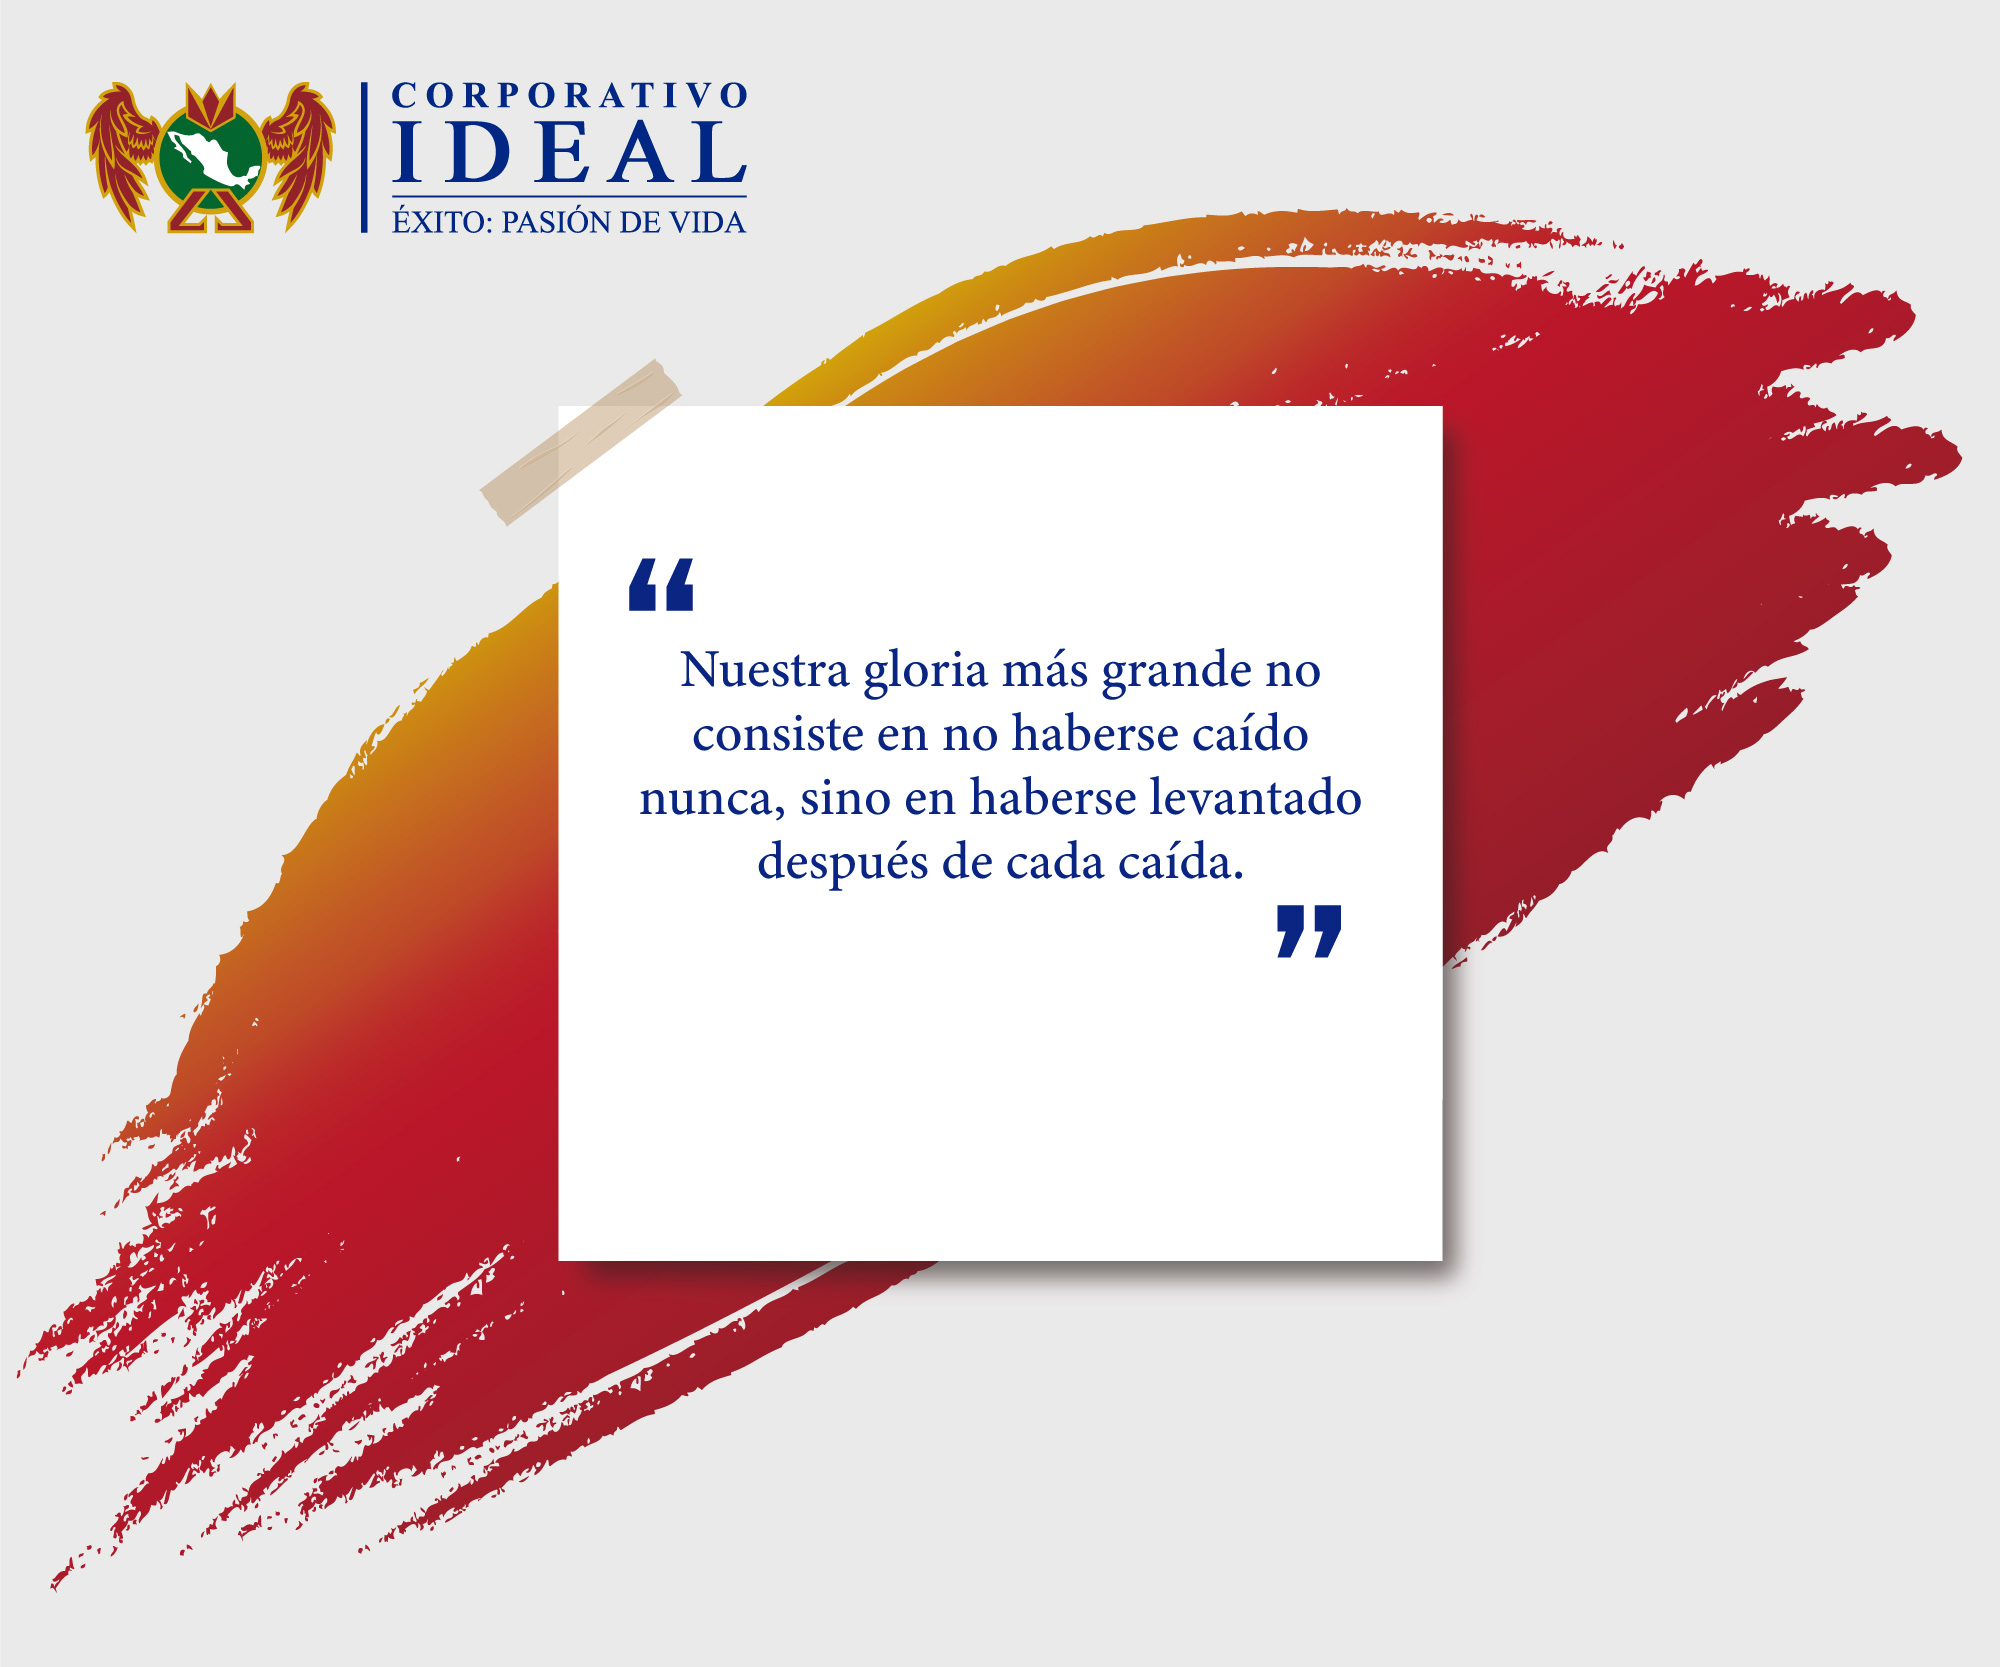 CORPORATIVO
IDEAL
ÉXITO: PASIÓN DE VIDA
“
Nuestra gloria más grande no
consiste en no haberse caído
nunca, sino en haberse levantado
después de cada caída.
”